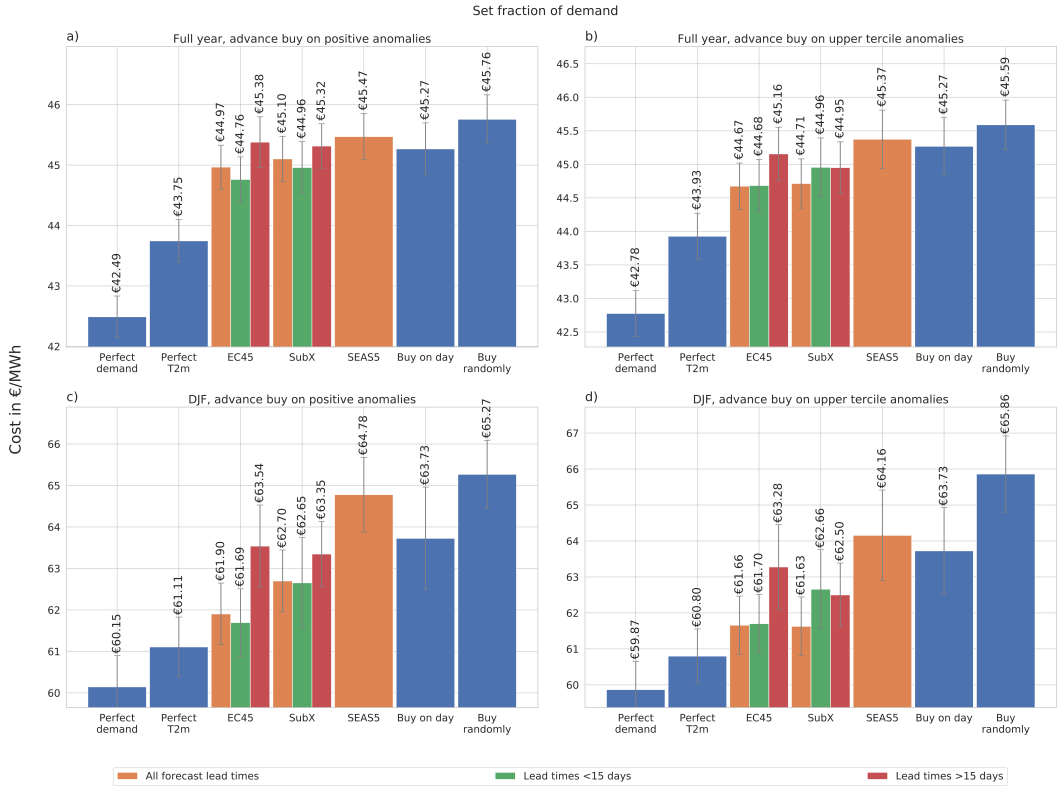 Set fraction of demand
a)
Full year, advance buy on positive anomalies
46
45
44
43
42
€42.49
€43.75
€44.97
€44.76
€45.38
€45.10
€44.96
€45.32
€45.47
€45.27
€45.76
Perfect
demand
Perfect
T2m
EC45
SubX
SEAS5
Buy on day
Buy
randomly
b)
Full year, advance buy on upper tercile anomalies
46.5
46.0
45.5
45.0
44.5
44.0
43.5
43.0
42.5
€42.78
€43.93
€44.67
€44.68
€45.16
€44.71
€44.96
€44.95
€45.37
€45.27
€45.59
Perfect
demand
Perfect
T2m
EC45
SubX
SEAS5
Buy on day
Buy
randomly
Cost in €/MWh
c)
DJF, advance buy on positive anomalies
66
65
64
63
62
61
60
€60.15
€61.11
€61.90
€61.69
€63.54
€62.70
€62.65
€63.35
€64.78
€63.73
€65.27
Perfect
demand
Perfect
T2m
EC45
SubX
SEAS5
Buy on day
Buy
randomly
d)
DJF, advance buy on upper tercile anomalies
67
66
65
64
63
62
61
60
€59.87
€60.80
€61.66
€61.70
€63.28
€61.63
€62.66
€62.50
€64.16
€63.73
€65.86
Perfect
demand
Perfect
T2m
EC45
SubX
SEAS5
Buy on day
Buy
randomly
All forecast lead times
Lead times <15 days
Lead times >15 days